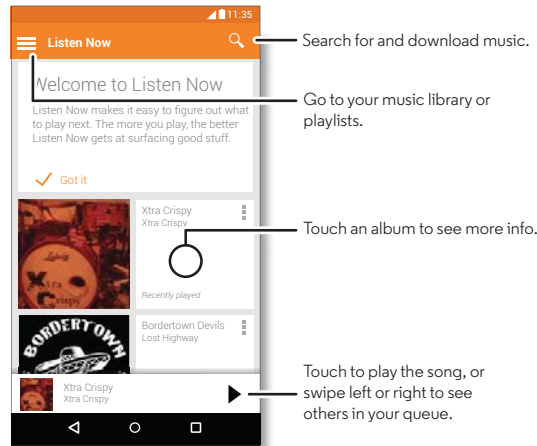 11:35
Listen Now
Search for and download music.
Welcome to Listen Now
Listen Now makes it easy to figure out what
to play next. The more you play, the better
Listen Now gets at surfacing good stuff.
Go to your music library or
playlists.
Got it
Xtra Crispy
Xtra Crispy
Recently played
Touch an album to see more info.
Ludwig
Xtra
Crispy
BORDERTOWN
Bordertown Devils
Lost Highway
Xtra Crispy
Xtra Crispy
Touch to play the song, or
swipe left or right to see
others in your queue.